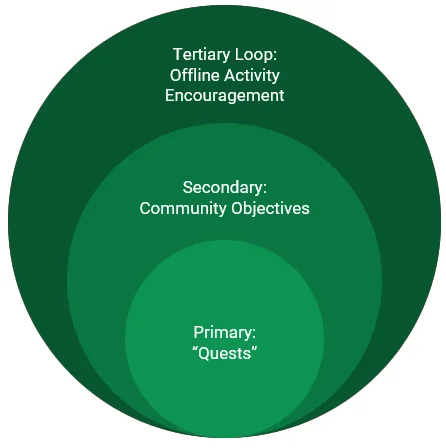 Tertiary Loop:
Offline Activity
Encouragement
Secondary:
Community Objectives
Primary:
“Quests”